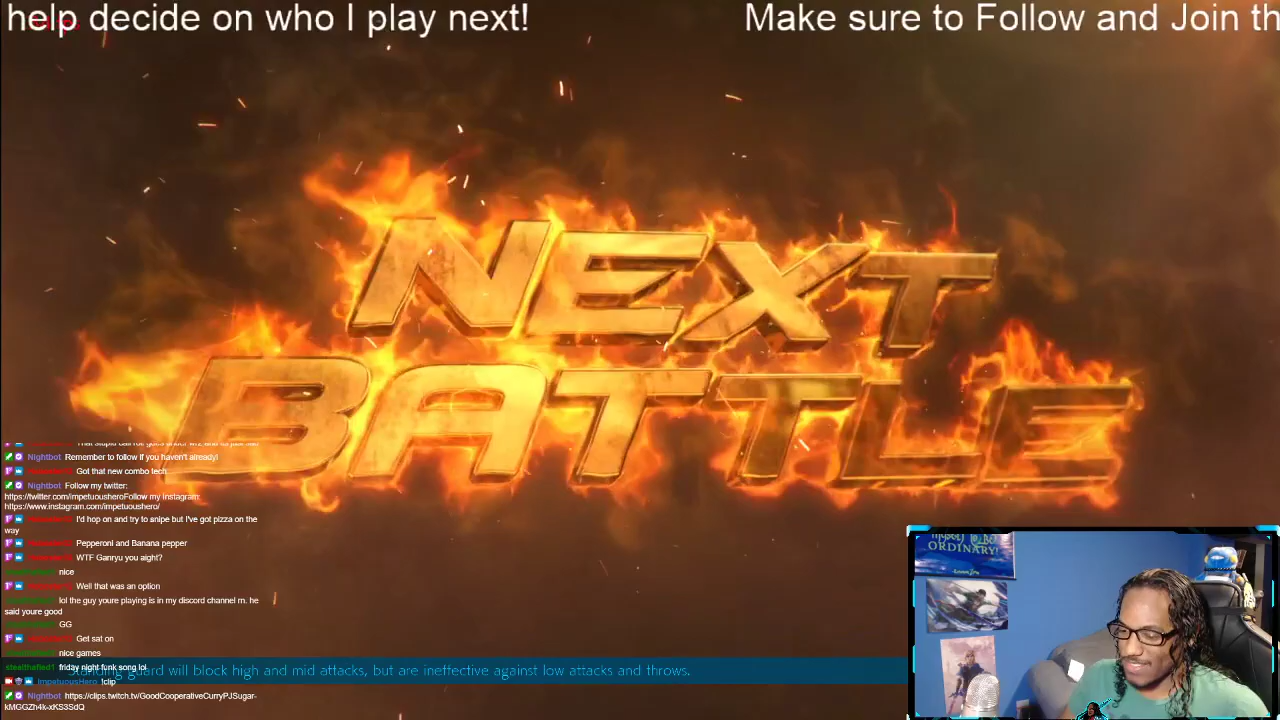 help decide on who I play next!
Make sure to Follow and Join th
NEXT
BATTLE
Nightbot Remember to follow if you haven't already!
Got that new combo tech
Nightbot Follow my twitter:
https://twitter.com/impetuousheroFollow my Instagram:
https://www.instagram.com/impetuoushero/
I'd hop on and try to snipe but I've got pizza on the
way
Pepperoni and Banana pepper
WTF Ganryu you aight?
nice
Well that was an option
lol the guy youre playing is in my discord channel rn. he
said youre good
GG
Get sat on
nice games
stealthafied1 friday night funk song lol
Standing guard will block high and mid attacks, but are ineffective against low attacks and throws.
ImpetuousHero !clip
Nightbot https://clips.twitch.tv/GoodCooperativeCurryPJSugar-
kMGGZh4k-xKS3SdQ
ORDINARY!